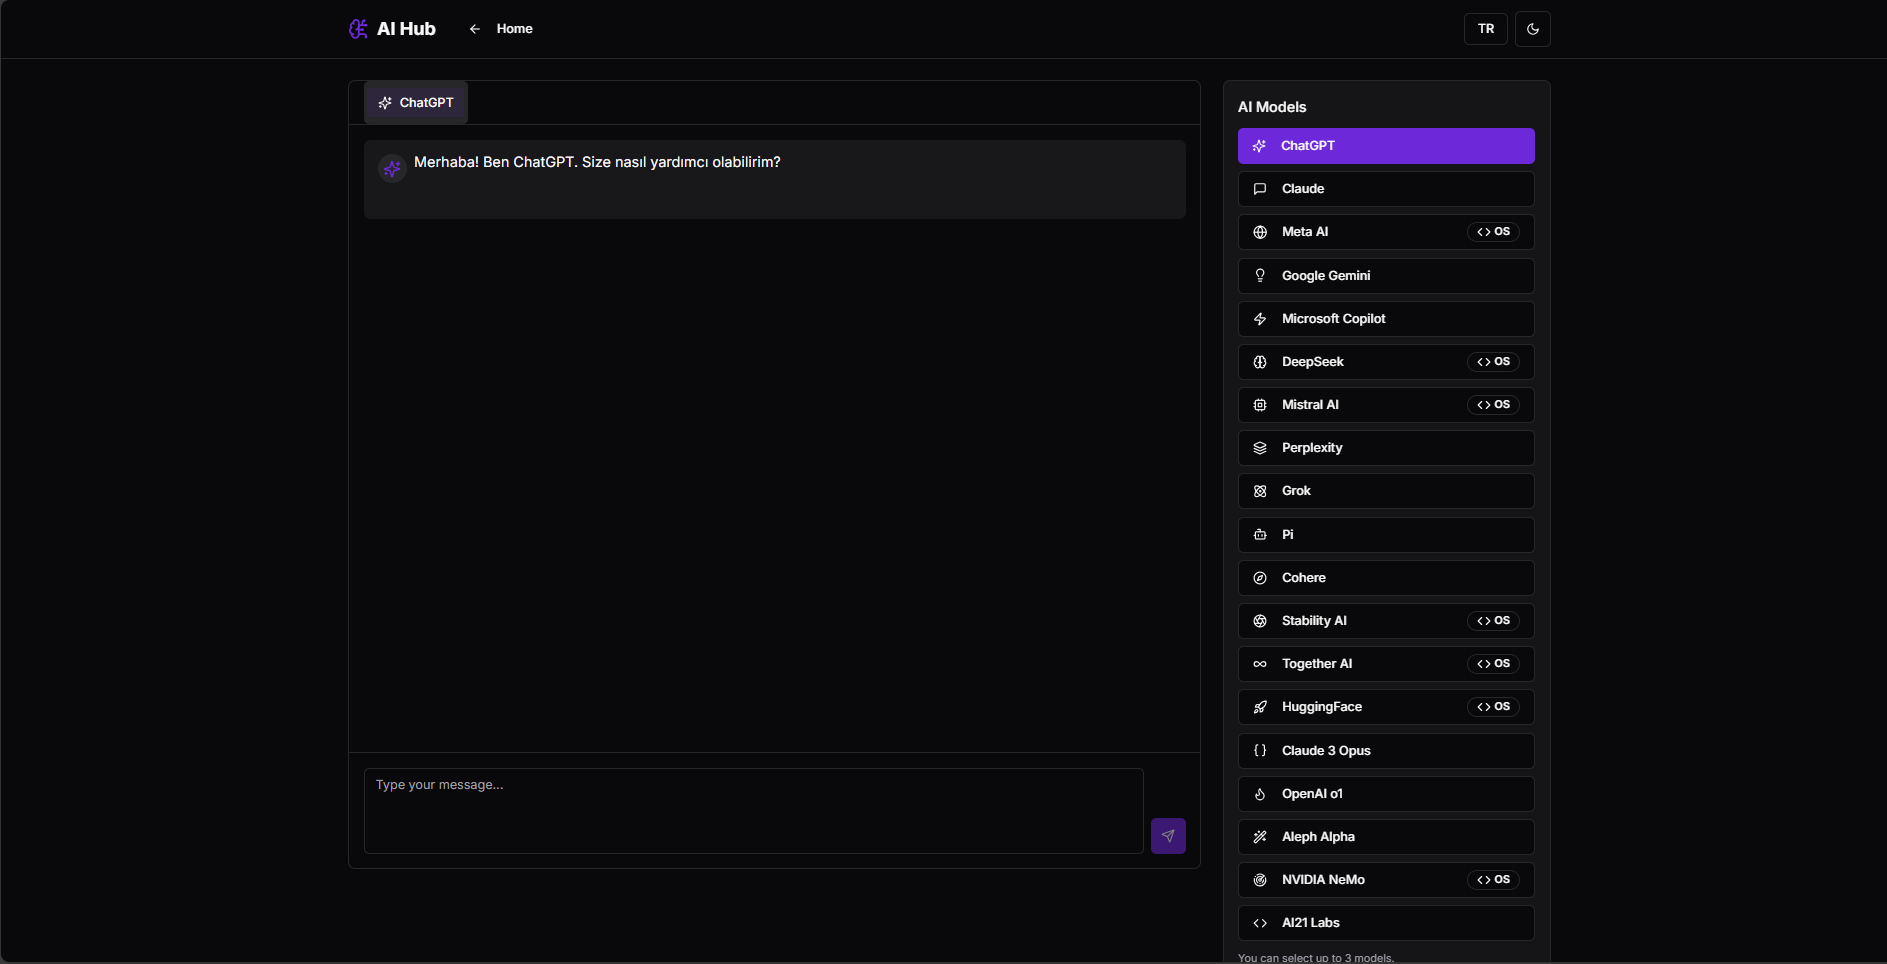 AI Hub
Home
TR
ChatGPT
Merhaba! Ben ChatGPT. Size nasıl yardımcı olabilirim?
Type your message...
AI Models
ChatGPT
Claude
Meta AI
OS
Google Gemini
Microsoft Copilot
DeepSeek
OS
Mistral AI
OS
Perplexity
Grok
Pi
Cohere
Stability AI
OS
Together AI
OS
HuggingFace
OS
Claude 3 Opus
OpenAI o1
Aleph Alpha
NVIDIA NeMo
OS
AI21 Labs
You can select up to 3 models.